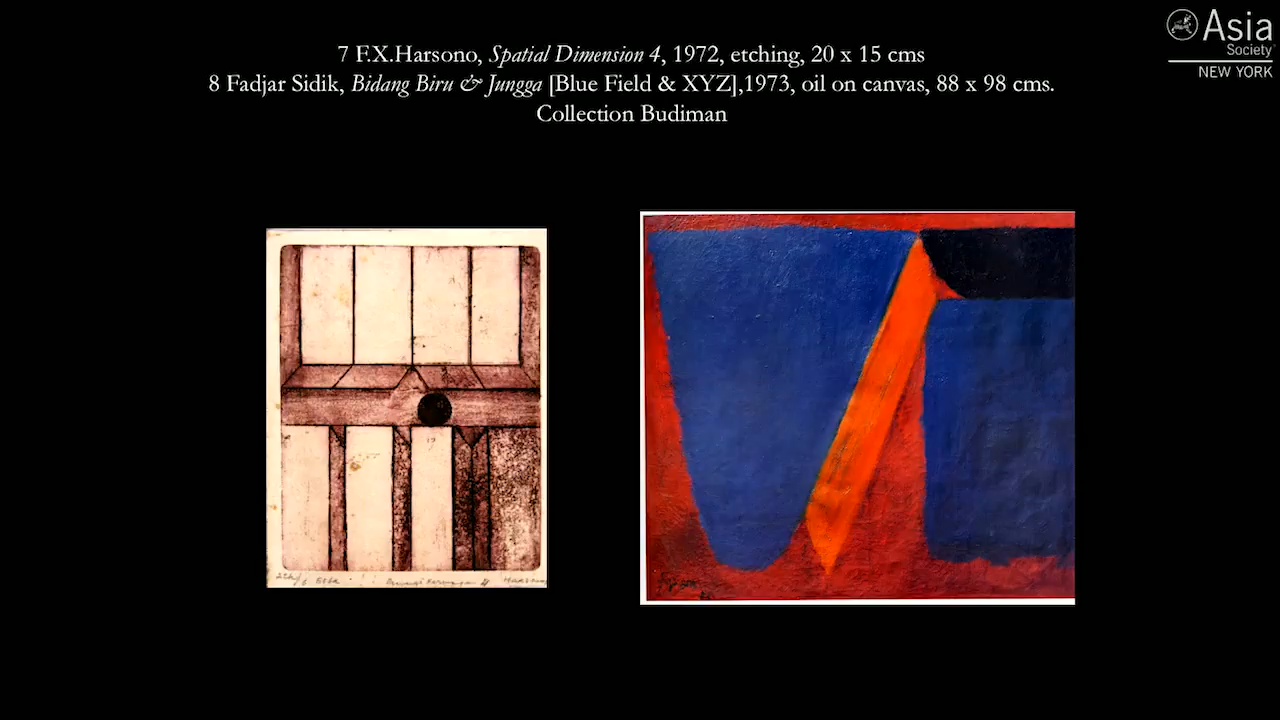 7 F.X.Harsono, Spatial Dimension 4, 1972, etching, 20 x 15 cms
8 Fadjar Sidik, Bidang Biru & Jungga [Blue Field & XYZ],1973, oil on canvas, 88 x 98 cms.
Collection Budiman
Asia
Society
NEW YORK